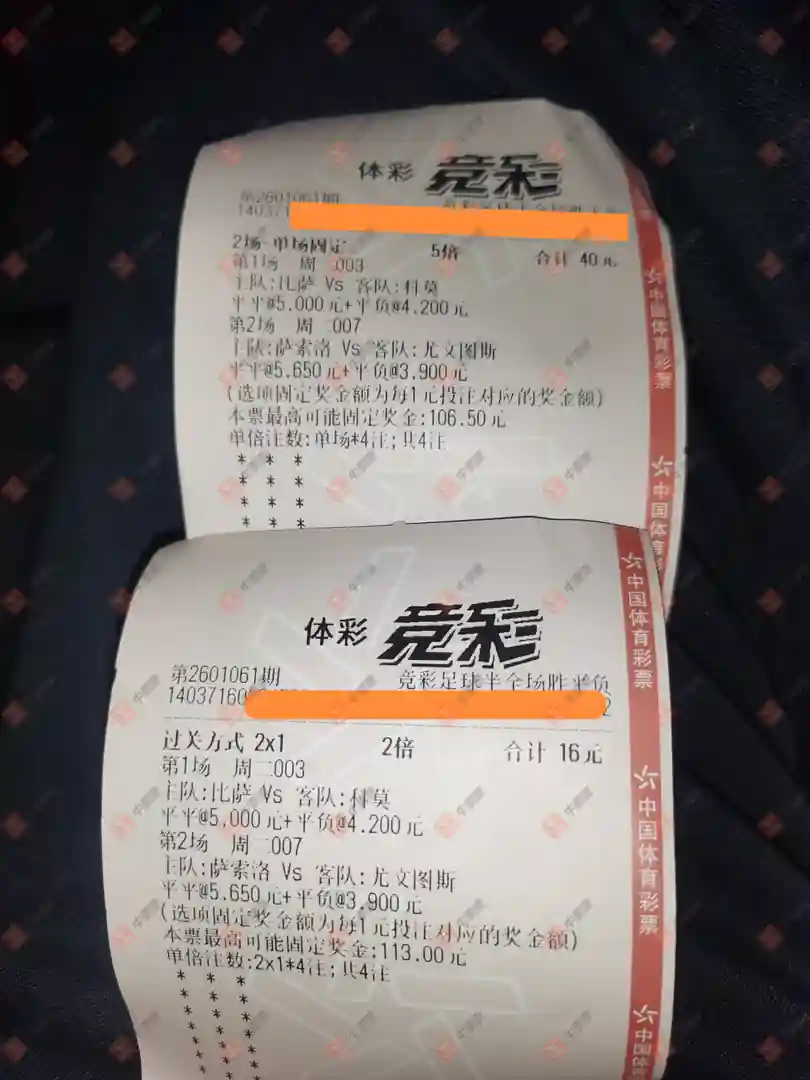 体彩 竞彩
第2601061期
140371
2场-单场固定 5倍 合计 40元
第1场 周 003
主队:比萨 Vs 客队:科莫
平平@5.000元+平负@4.200元
第2场 周 007
主队:萨索洛 Vs 客队:尤文图斯
平平@5.650元+平负@3.900元
(选项固定奖金额为每1元投注对应的奖金额)
本票最高可能固定奖金:106.50元
单倍注数:单场*4注;共4注
* * *
* * *
* * *
* * *
中国体育彩票
中国体育
体彩 竞彩
第2601061期 竞彩足球半全场胜平负
14037160 2
过关方式 2x1 2倍 合计 16元
第1场 周二003
主队:比萨 Vs 客队:科莫
平平@5.000元+平负@4.200元
第2场 周二007
主队:萨索洛 Vs 客队:尤文图斯
平平@5.650元+平负@3.900元
(选项固定奖金额为每1元投注对应的奖金额)
本票最高可能固定奖金:113.00元
单倍注数:2x1*4注;共4注
* * *
* * *
* * *
* * *
* * *
中国体育彩票
中国体育彩票
中国体